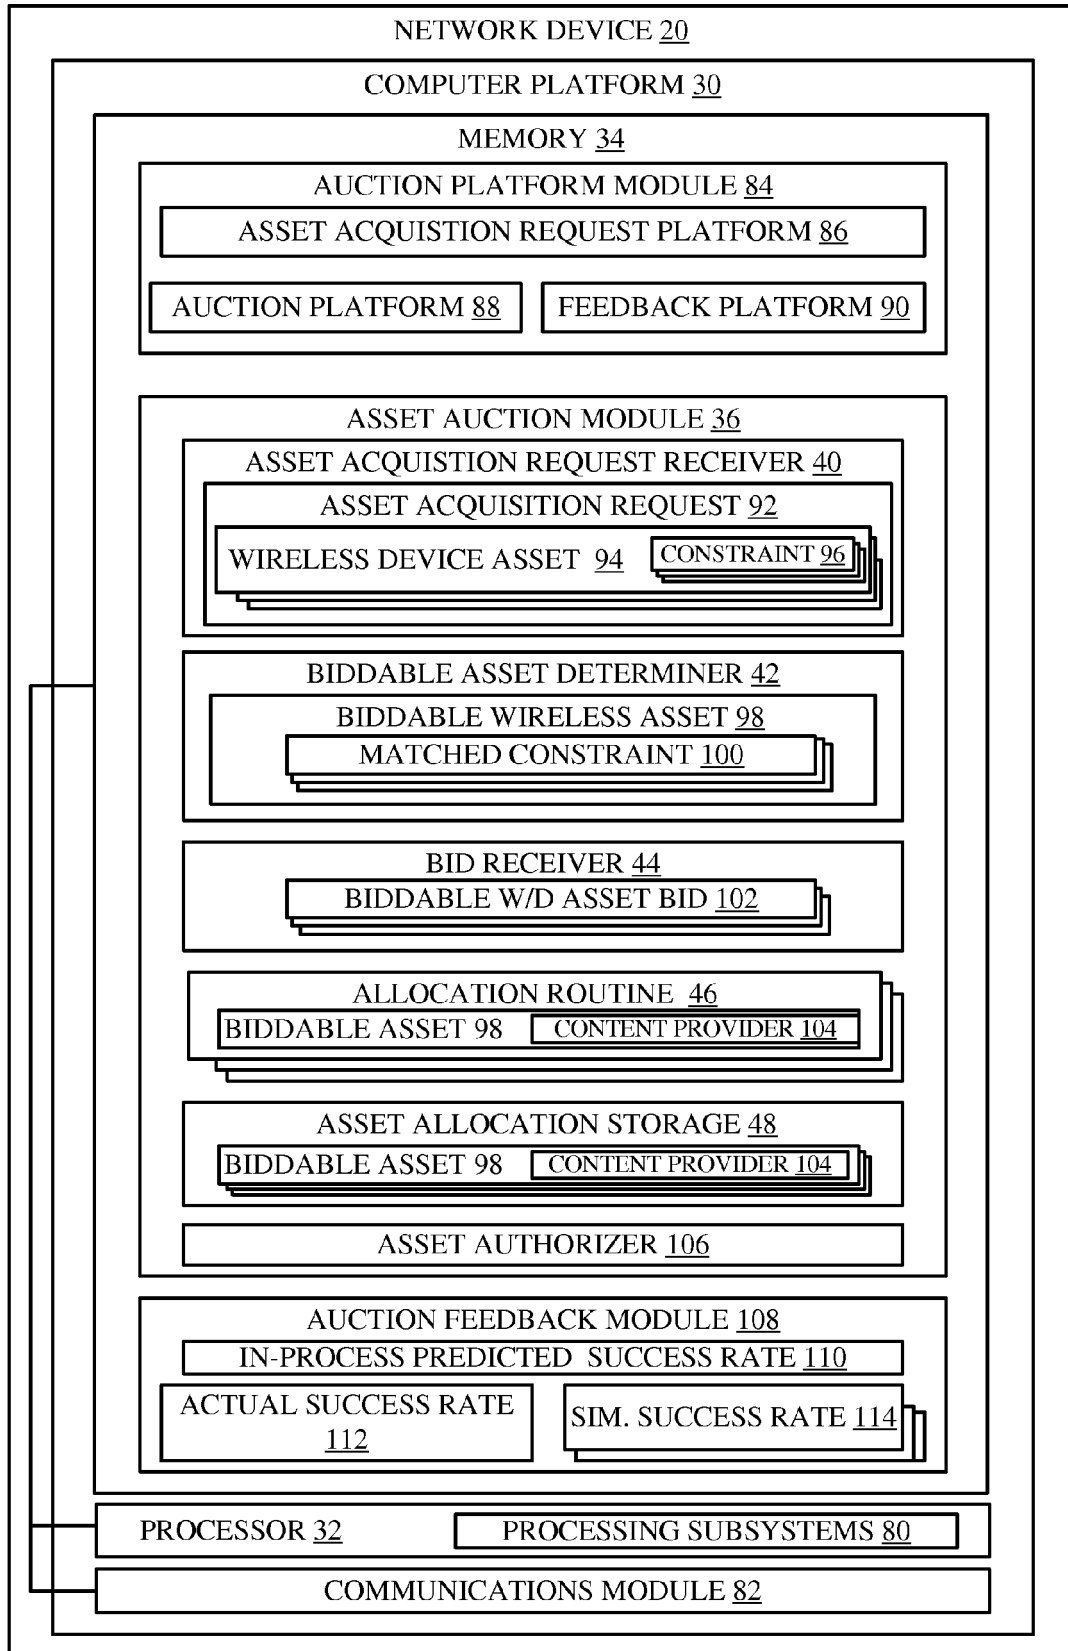 NETWORK DEVICE 20
COMPUTER PLATFORM 30
MEMORY 34
AUCTION PLATFORM MODULE 84
ASSET ACQUISTION REQUEST PLATFORM 86
AUCTION PLATFORM 88
FEEDBACK PLATFORM 90
ASSET AUCTION MODULE 36
ASSET ACQUISTION REQUEST RECEIVER 40
ASSET ACQUISITION REQUEST 92
WIRELESS DEVICE ASSET 94
CONSTRAINT 96
BIDDABLE ASSET DETERMINER 42
BIDDABLE WIRELESS ASSET 98
MATCHED CONSTRAINT 100
BID RECEIVER 44
BIDDABLE W/D ASSET BID 102
ALLOCATION ROUTINE 46
BIDDABLE ASSET 98
CONTENT PROVIDER 104
ASSET ALLOCATION STORAGE 48
BIDDABLE ASSET 98
CONTENT PROVIDER 104
ASSET AUTHORIZER 106
AUCTION FEEDBACK MODULE 108
IN-PROCESS PREDICTED SUCCESS RATE 110
ACTUAL SUCCESS RATE
112
SIM. SUCCESS RATE 114
PROCESSOR 32
PROCESSING SUBSYSTEMS 80
COMMUNICATIONS MODULE 82